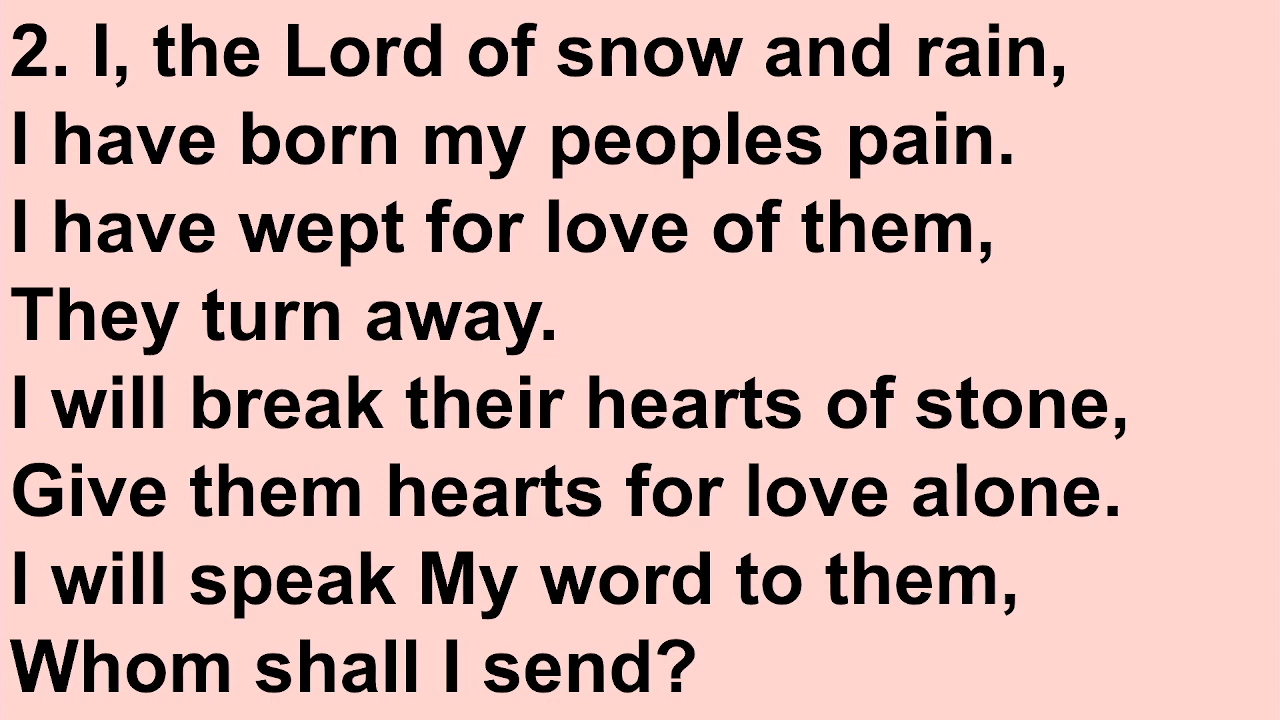 2. I, the Lord of snow and rain,
I have born my peoples pain.
I have wept for love of them,
They turn away.
I will break their hearts of stone,
Give them hearts for love alone.
I will speak My word to them,
Whom shall I send?